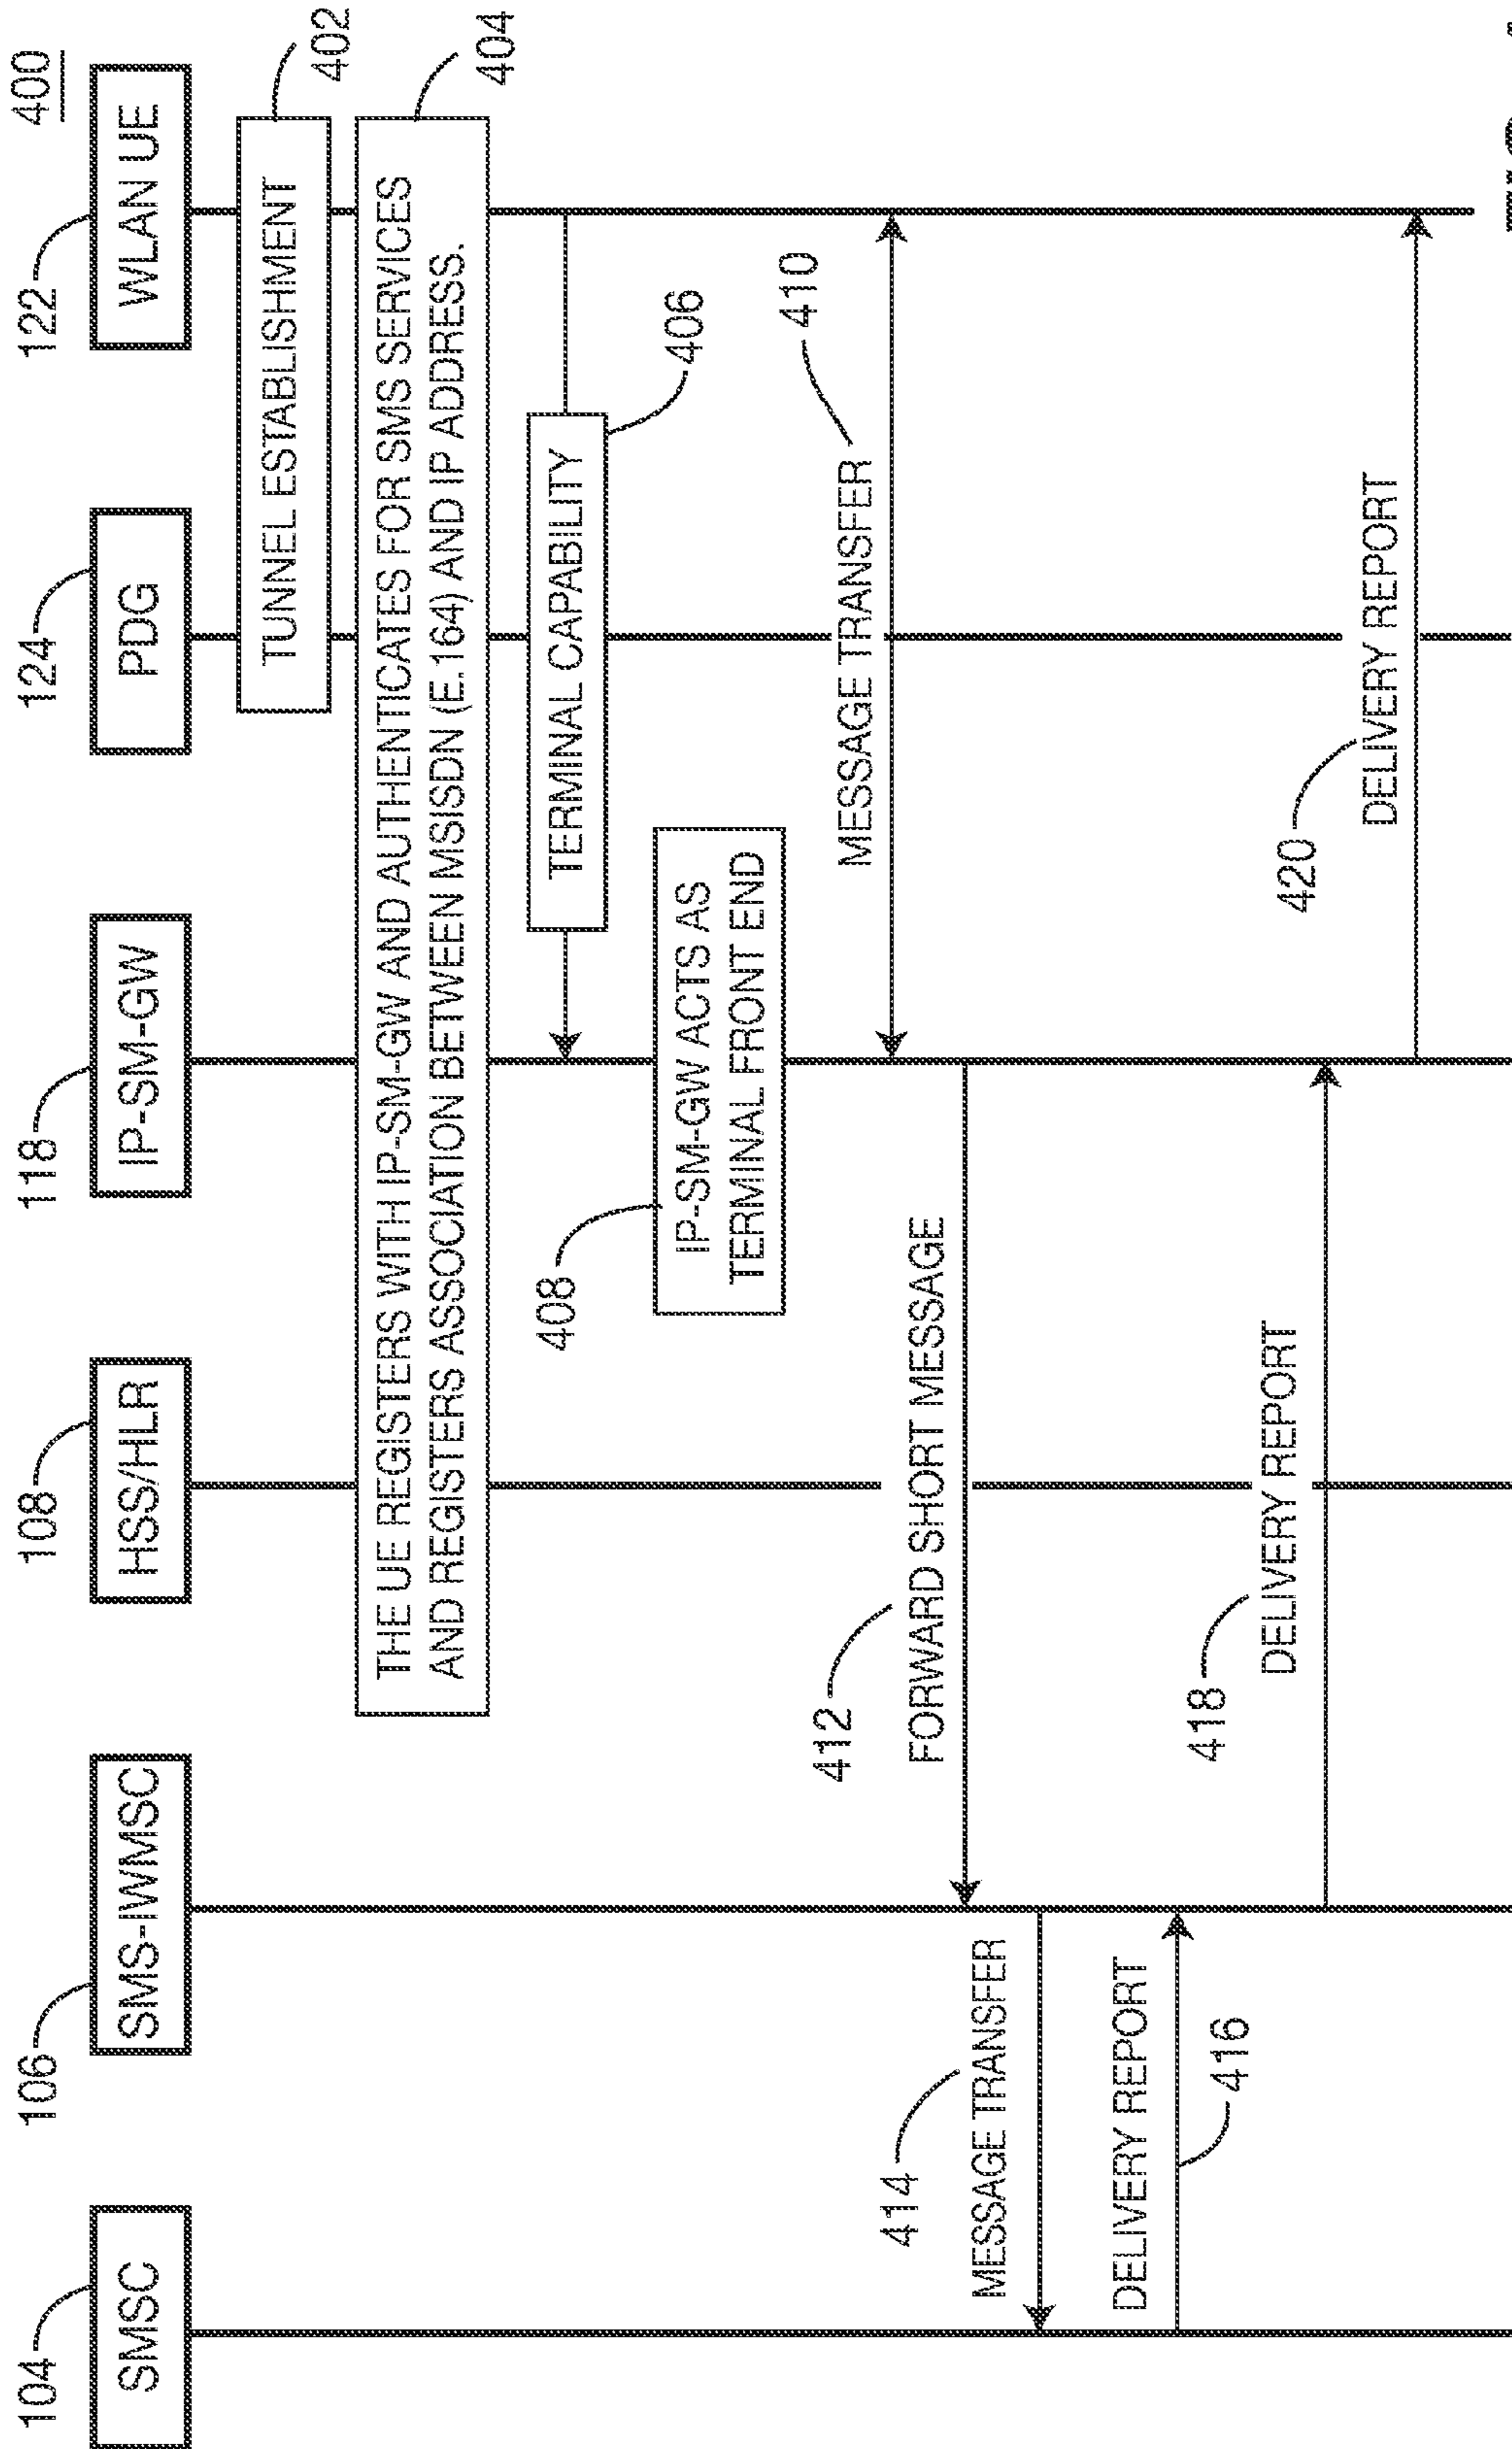 400
104
106
108
118
124
122
SMSC
SMS-IWMSC
HSS/HLR
IP-SM-GW
PDG
WLAN UE
TUNNEL ESTABLISHMENT
402
THE UE REGISTERS WITH IP-SM-GW AND AUTHENTICATES FOR SMS SERVICES
AND REGISTERS ASSOCIATION BETWEEN MSISDN (E.164) AND IP ADDRESS.
404
TERMINAL CAPABILITY
406
408
IP-SM-GW ACTS AS
TERMINAL FRONT END
410
MESSAGE TRANSFER
412
FORWARD SHORT MESSAGE
414
MESSAGE TRANSFER
DELIVERY REPORT
416
418
DELIVERY REPORT
420
DELIVERY REPORT